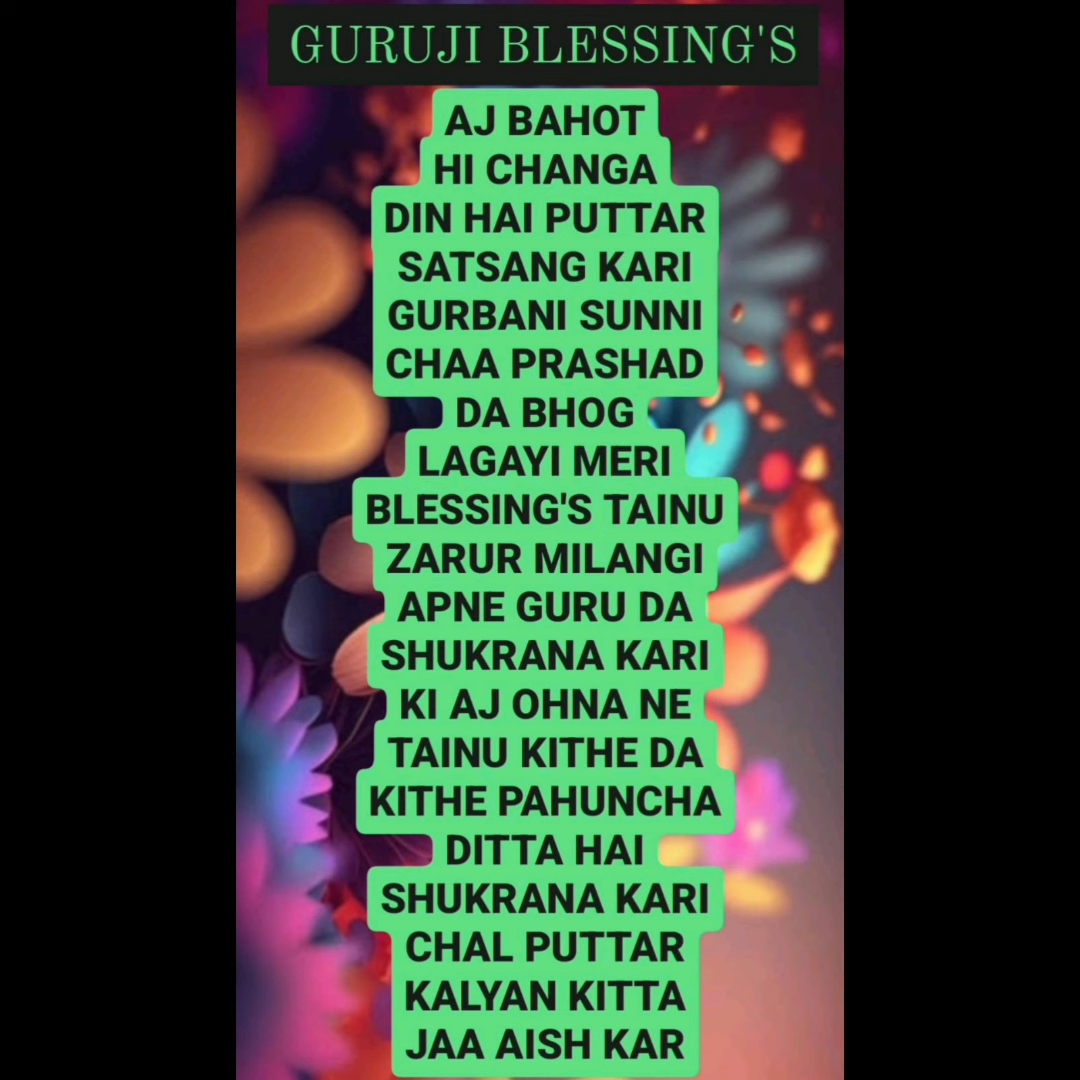 GURUJI BLESSING'S
AJ BAHOT
HI CHANGA
DIN HAI PUTTAR
SATSANG KARI
GURBANI SUNNI
CHAA PRASHAD
DA BHOG
LAGAYI MERI
BLESSING'S TAINU
ZARUR MILANGI
APNE GURU DA
SHUKRANA KARI
KI AJ OHNA NE
TAINU KITHE DA
KITHE PAHUNCHA
DITTA HAI
SHUKRANA KARI
CHAL PUTTAR
KALYAN KITTA
JAA AISH KAR